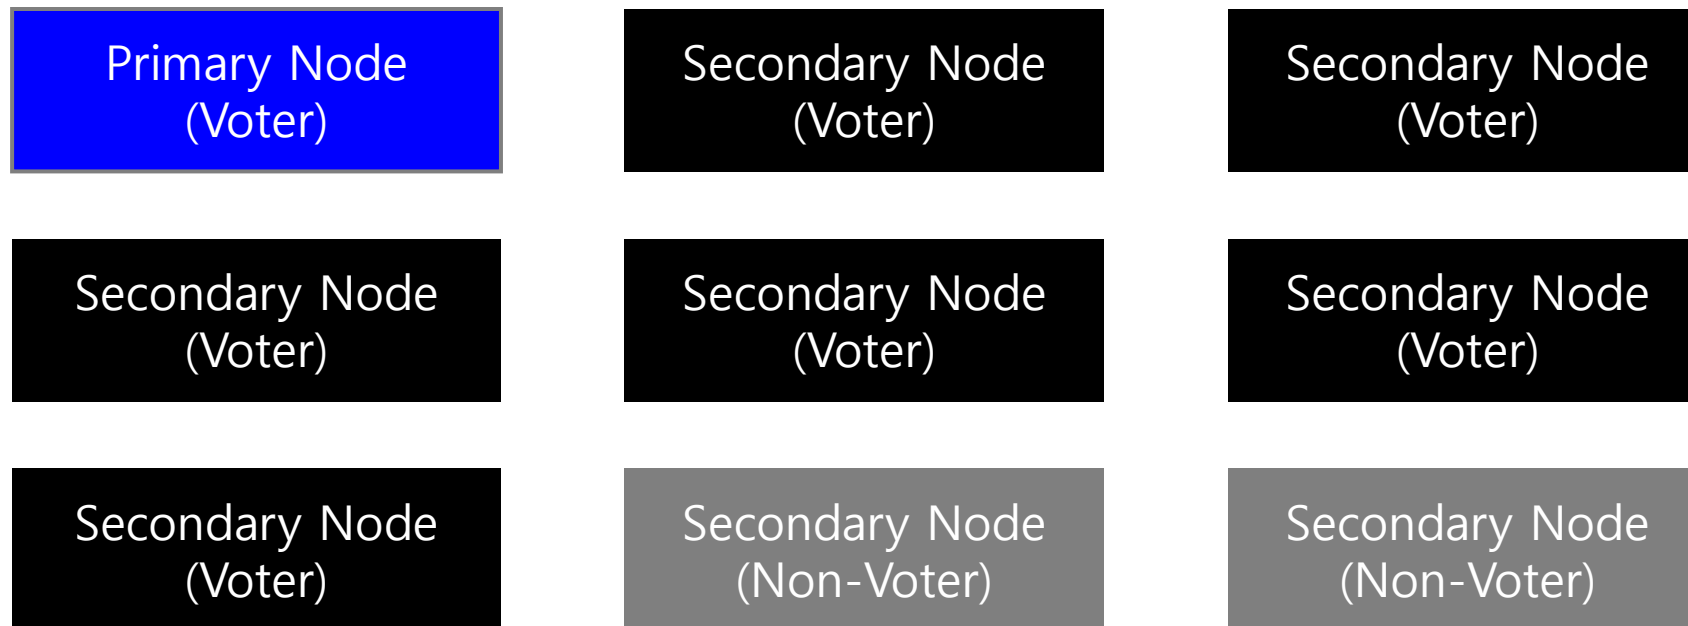 Primary Node
(Voter)
Secondary Node
(Voter)
Secondary Node
(Voter)
Secondary Node
(Voter)
Secondary Node
(Voter)
Secondary Node
(Voter)
Secondary Node
(Voter)
Secondary Node
(Non-Voter)
Secondary Node
(Non-Voter)